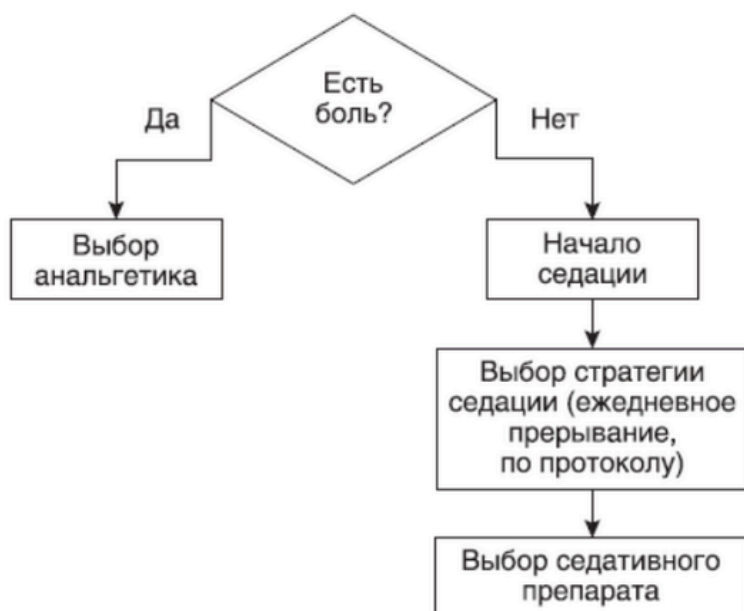 Есть
боль?
Да
Нет
Выбор
анальгетика
Начало
седации
Выбор стратегии
седации (ежедневное
прерывание,
по протоколу)
Выбор седативного
препарата